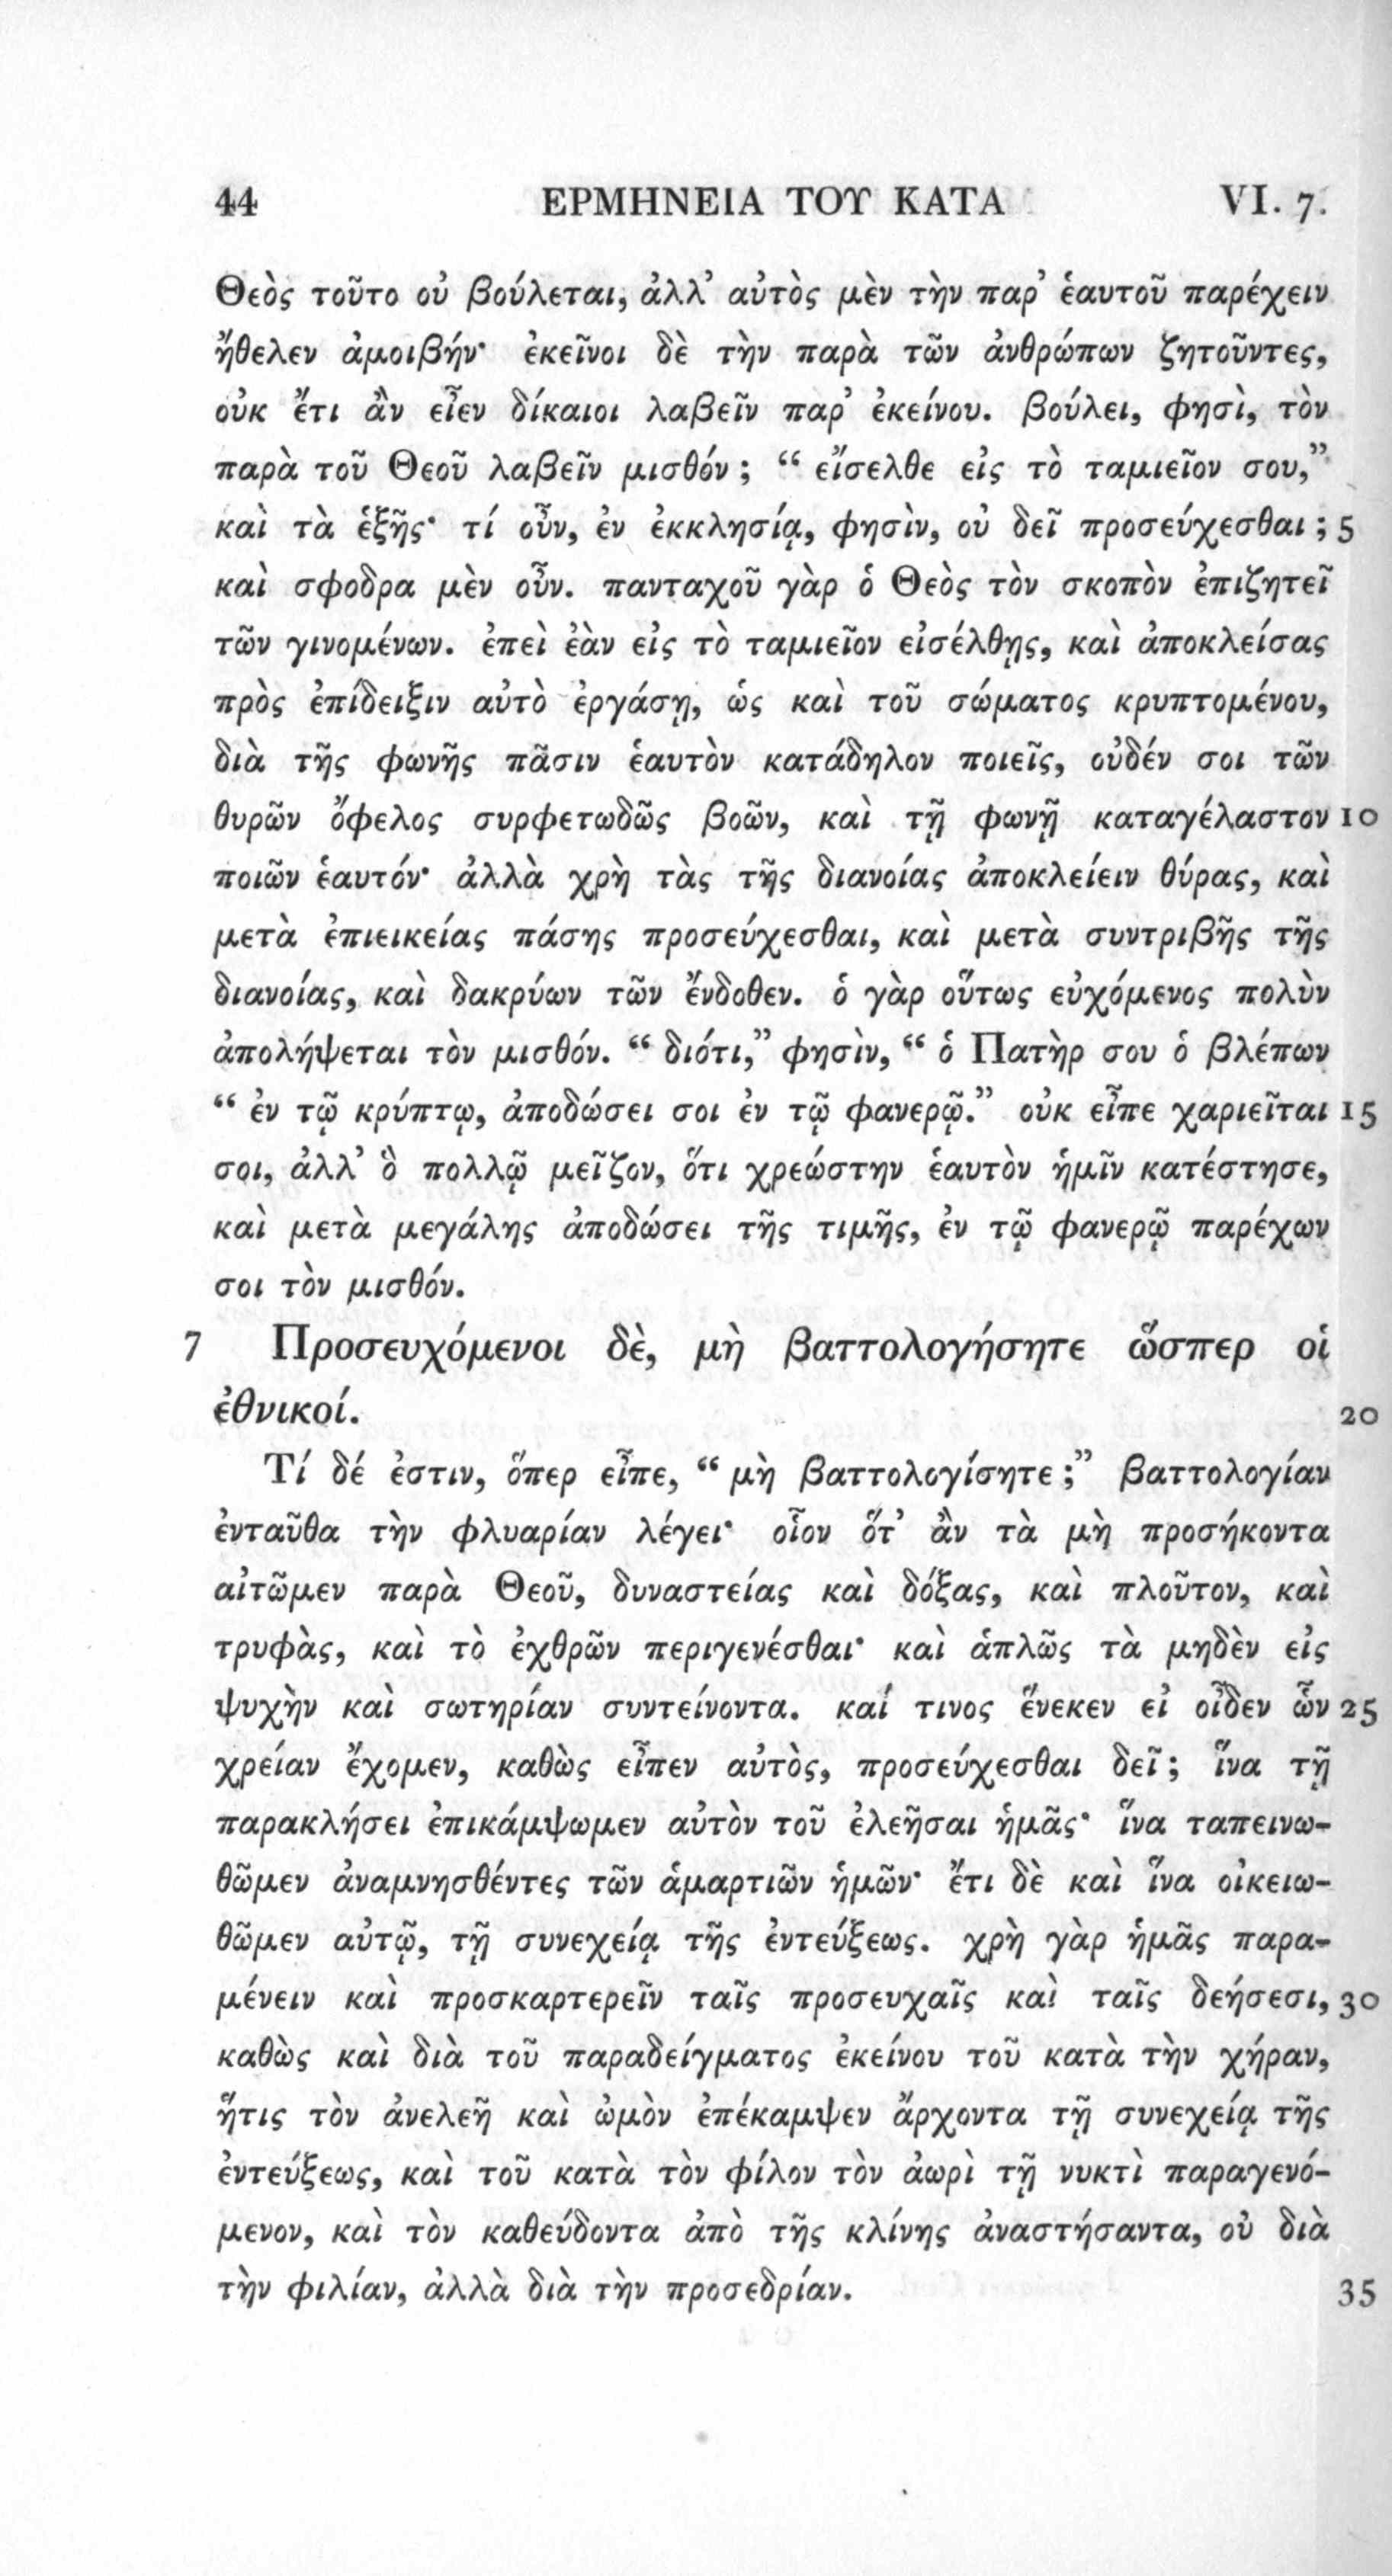 44 ΕΡΜΗΝΕΙΑ ΤΟΥ ΚΑΤΑ VI. 7.
Θεὸς τοῦτο οὐ βούλεται, ἀλλ’ αὐτὸς μὲν τὴν παρ’ ἑαυτοῦ παρέχειν
ἤθελεν ἀμοιβήν· ἐκεῖνοι δὲ τὴν παρὰ τῶν ἀνθρώπων ζητοῦντες,
οὐκ ἔτι ἂν εἶεν δίκαιοι λαβεῖν παρ’ ἐκείνου. βούλει, φησὶ, τὸν
παρὰ τοῦ Θεοῦ λαβεῖν μισθόν ; “ εἴσελθε εἰς τὸ ταμιεῖον σου,”
καὶ τὰ ἑξῆς· τί οὖν, ἐν ἐκκλησίᾳ, φησὶν, οὐ δεῖ προσεύχεσθαι ; 5
καὶ σφοδρα μὲν οὖν. πανταχοῦ γὰρ ὁ Θεὸς τὸν σκοπὸν ἐπιζητεῖ
τῶν γινομένων. ἐπεὶ ἐὰν εἰς τὸ ταμιεῖον εἰσέλθῃς, καὶ ἀποκλείσας
πρὸς ἐπίδειξιν αὐτὸ ἐργάσῃ, ὡς καὶ τοῦ σώματος κρυπτομένου,
διὰ τῆς φωνῆς πᾶσιν ἑαυτὸν κατάδηλον ποιεῖς, οὐδέν σοι τῶν
θυρῶν ὄφελος συρφετωδῶς βοῶν, καὶ τῇ φωνῇ καταγέλαστον 10
ποιῶν ἑαυτόν· ἀλλὰ χρὴ τὰς τῆς διανοίας ἀποκλείειν θύρας, καὶ
μετὰ ἐπιεικείας πάσης προσεύχεσθαι, καὶ μετὰ συντριβῆς τῆς
διανοίας, καὶ δακρύων τῶν ἔνδοθεν. ὁ γὰρ οὕτως εὐχόμενος πολὺν
ἀπολήψεται τὸν μισθόν. “ διότι,” φησὶν, “ ὁ Πατὴρ σου ὁ βλέπων
“ ἐν τῷ κρύπτῳ, ἀποδώσει σοι ἐν τῷ φανερῷ.” οὐκ εἶπε χαριεῖται 15
σοι, ἀλλ’ ὃ πολλῷ μεῖζον, ὅτι χρεώστην ἑαυτὸν ἡμῖν κατέστησε,
καὶ μετὰ μεγάλης ἀποδώσει τῆς τιμῆς, ἐν τῷ φανερῷ παρέχων
σοι τὸν μισθόν.
7 Προσευχόμενοι δὲ, μὴ βαττολογήσητε ὥσπερ οἱ
ἐθνικοί. 20
Τί δέ ἐστιν, ὅπερ εἶπε, “ μὴ βαττολογίσητε ;” βαττολογίαν
ἐνταῦθα τὴν φλυαρίαν λέγει· οἷον ὅτ’ ἂν τὰ μὴ προσήκοντα
αἰτῶμεν παρὰ Θεοῦ, δυναστείας καὶ δόξας, καὶ πλοῦτον, καὶ
τρυφὰς, καὶ τὸ ἐχθρῶν περιγενέσθαι· καὶ ἁπλῶς τὰ μηδὲν εἰς
ψυχὴν καὶ σωτηρίαν συντείνοντα. καί τινος ἕνεκεν εἰ οἶδεν ὧν 25
χρείαν ἔχομεν, καθὼς εἶπεν αὐτὸς, προσεύχεσθαι δεῖ ; ἵνα τῇ
παρακλήσει ἐπικάμψωμεν αὐτὸν τοῦ ἐλεῆσαι ἡμᾶς· ἵνα ταπεινω-
θῶμεν ἀναμνησθέντες τῶν ἁμαρτιῶν ἡμῶν· ἔτι δὲ καὶ ἵνα οἰκειω-
θῶμεν αὐτῷ, τῇ συνεχείᾳ τῆς ἐντεύξεως. χρὴ γὰρ ἡμᾶς παρα-
μένειν καὶ προσκαρτερεῖν ταῖς προσευχαῖς καὶ ταῖς δεήσεσι, 30
καθὼς καὶ διὰ τοῦ παραδείγματος ἐκείνου τοῦ κατὰ τὴν χήραν,
ἥτις τὸν ἀνελεῆ καὶ ὠμὸν ἐπέκαμψεν ἄρχοντα τῇ συνεχείᾳ τῆς
ἐντεύξεως, καὶ τοῦ κατὰ τὸν φίλον τὸν ἀωρὶ τῇ νυκτὶ παραγενό-
μενον, καὶ τὸν καθεύδοντα ἀπὸ τῆς κλίνης ἀναστήσαντα, οὐ διὰ
τὴν φιλίαν, ἀλλὰ διὰ τὴν προσεδρίαν. 35